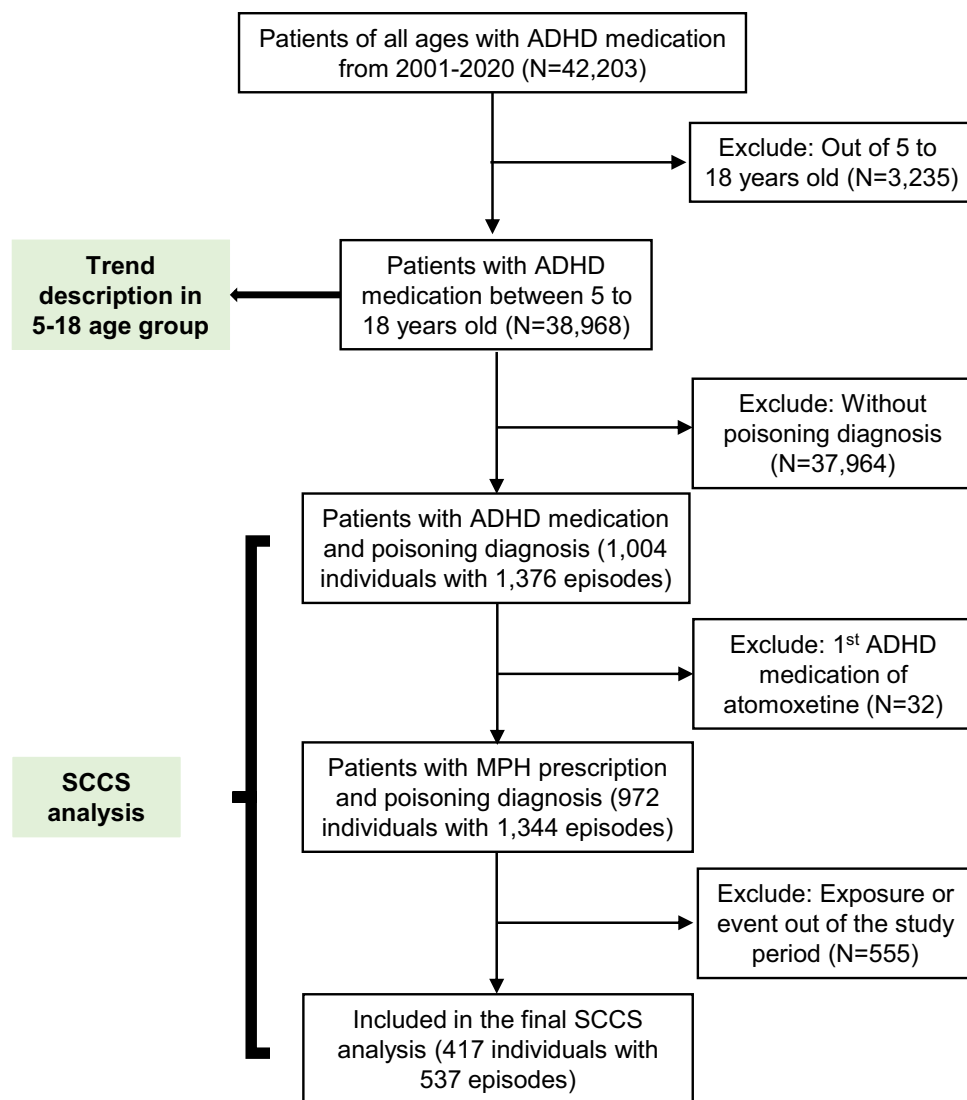 Patients of all ages with ADHD medication
from 2001-2020 (N=42,203)
Exclude: Out of 5 to
18 years old (N=3,235)
Trend
description in
5-18 age group
Patients with ADHD
medication between 5 to
18 years old (N=38,968)
Exclude: Without
poisoning diagnosis
(N=37,964)
Patients with ADHD medication
and poisoning diagnosis (1,004
individuals with 1,376 episodes)
Exclude: 1st ADHD
medication of
atomoxetine (N=32)
SCCS
analysis
Patients with MPH prescription
and poisoning diagnosis (972
individuals with 1,344 episodes)
Exclude: Exposure or
event out of the study
period (N=555)
Included in the final SCCS
analysis (417 individuals with
537 episodes)